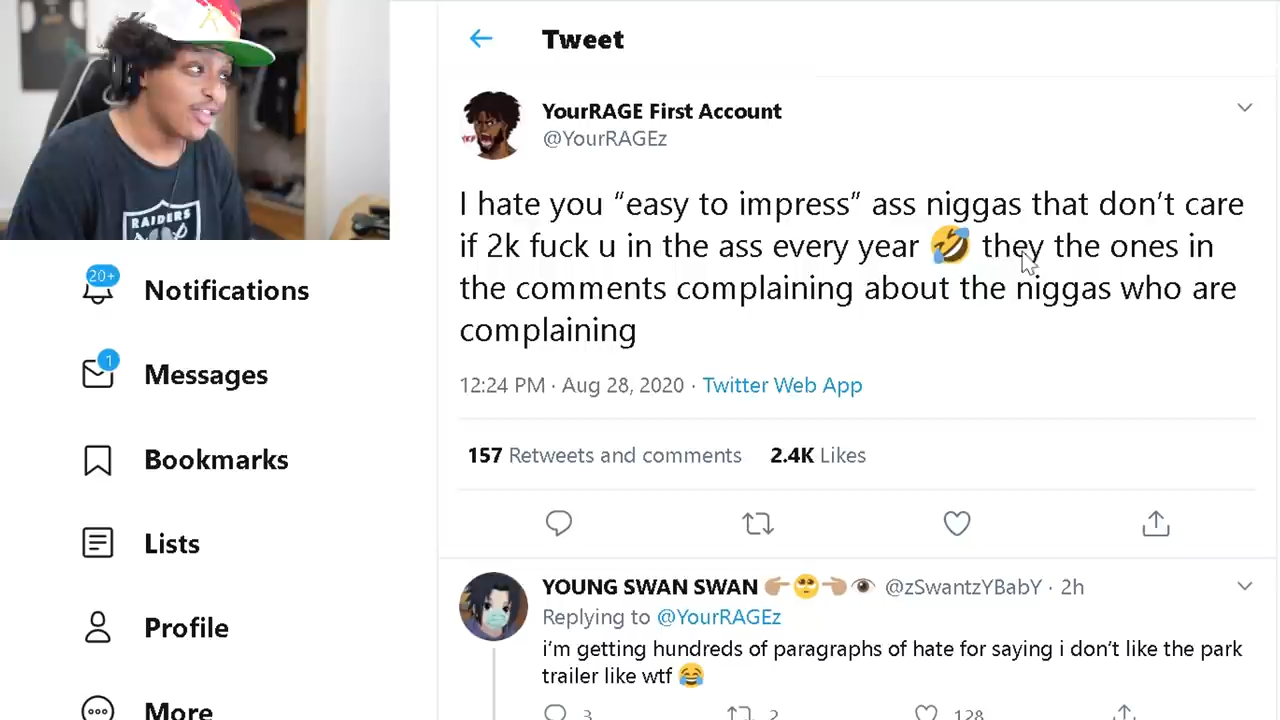 RAIDERS
Tweet
YourRAGE First Account
@YourRAGEz
I hate you “easy to impress” ass niggas that don’t care
if 2k fuck u in the ass every year 🤣 they the ones in
the comments complaining about the niggas who are
complaining
12:24 PM · Aug 28, 2020 · Twitter Web App
157 Retweets and comments 2.4K Likes
20+
Notifications
1
Messages
Bookmarks
Lists
Profile
More
YOUNG SWAN SWAN 👉🏽🥺👈🏽👁 @zSwantzYBabY · 2h
Replying to @YourRAGEz
i’m getting hundreds of paragraphs of hate for saying i don’t like the park
trailer like wtf 😂
3 2 128